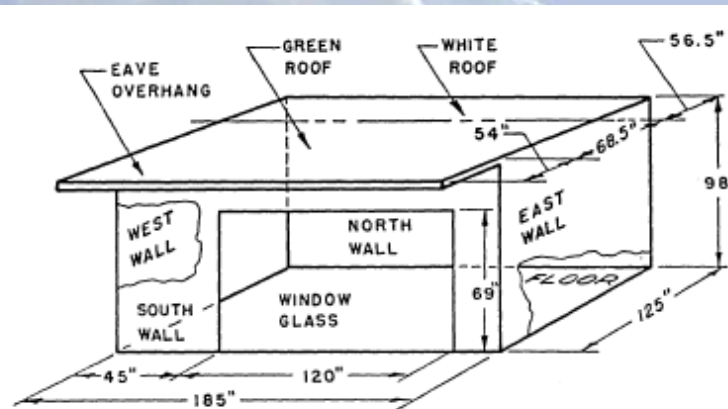 EAVE
OVERHANG
GREEN
ROOF
WHITE
ROOF
56.5"
54"
68.5"
98
WEST
WALL
NORTH
WALL
EAST
WALL
FLOOR
69"
SOUTH
WALL
WINDOW
GLASS
125"
45"
120"
185"